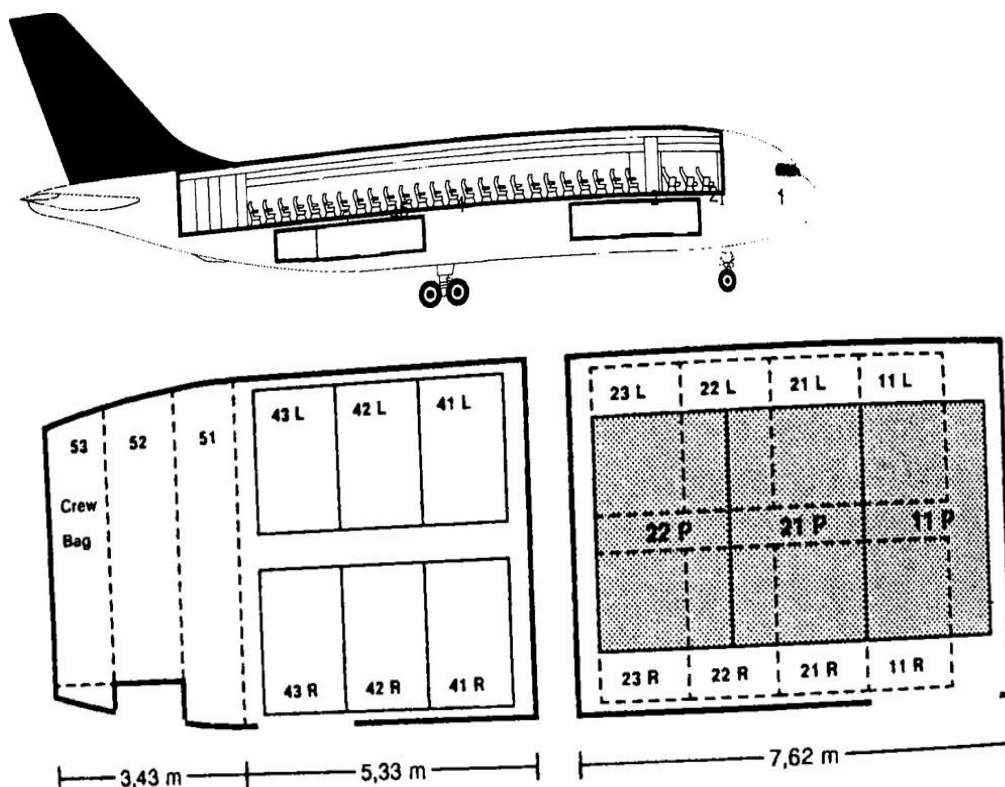 1
23 L 22 L 21 L 11 L
43 L 42 L 41 L
53 52 51
Crew
Bag
22 P 21 P 11 P
43 R 42 R 41 R
23 R 22 R 21 R 11 R
3,43 m 5,33 m 7,62 m